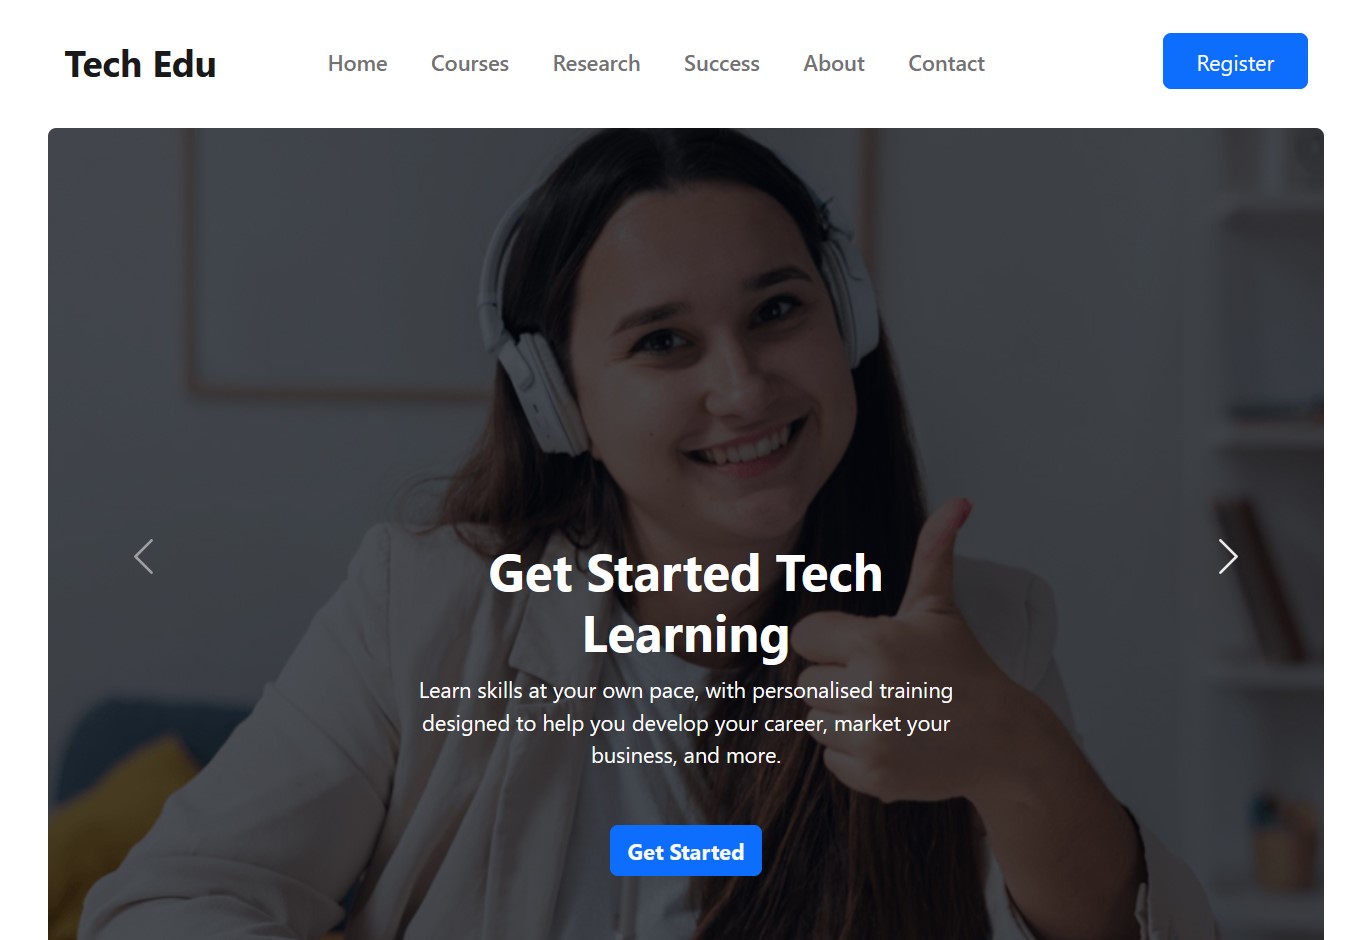 Tech Edu
Home Courses Research Success About Contact
Register
Get Started Tech
Learning
Learn skills at your own pace, with personalised training
designed to help you develop your career, market your
business, and more.
Get Started